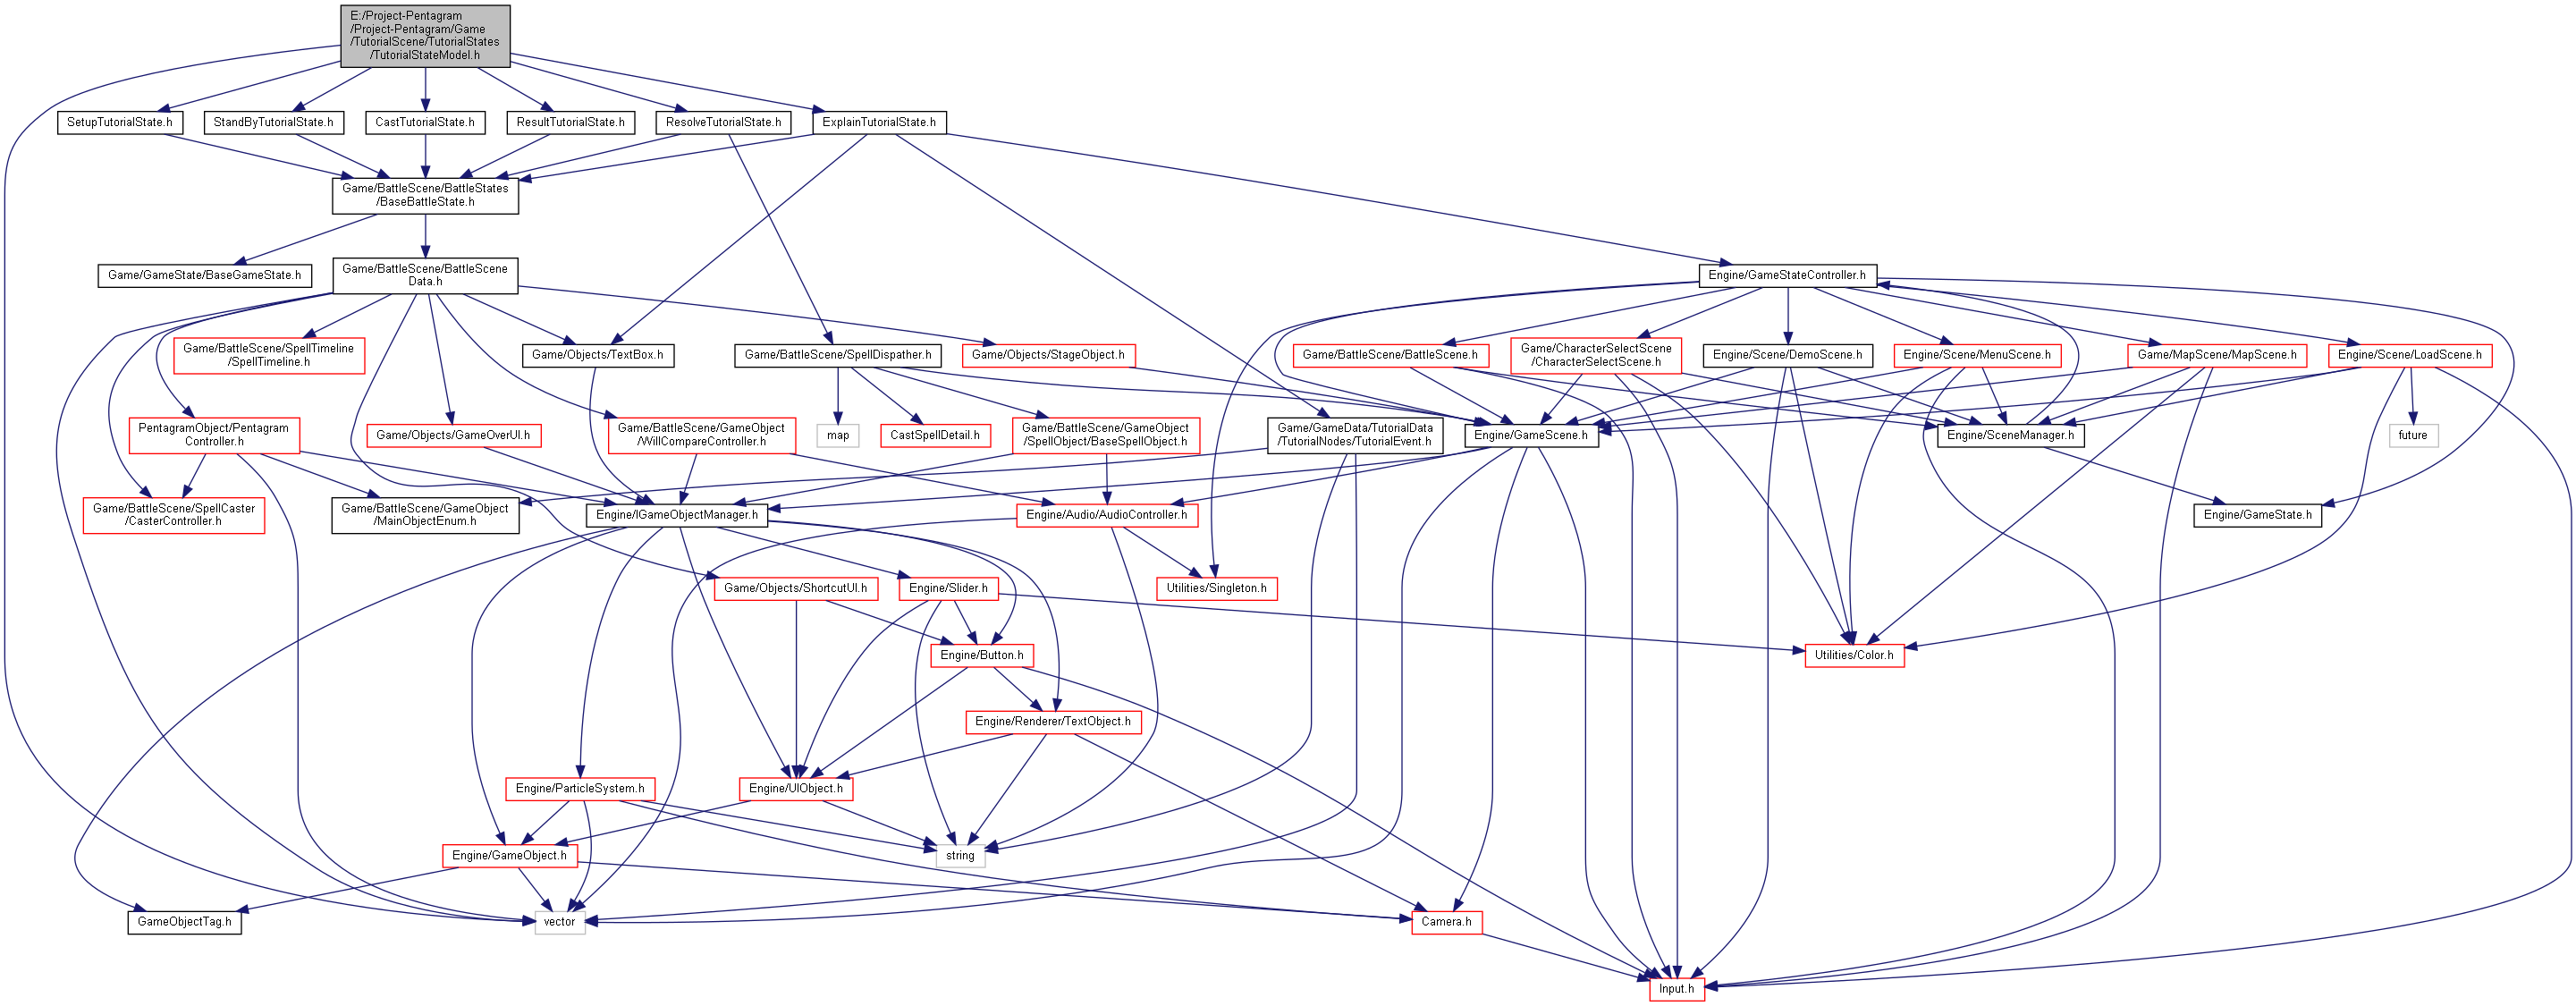 E:/Project-Pentagram
/Project-Pentagram/Game
/TutorialScene/TutorialStates
/TutorialStateModel.h
SetupTutorialState.h
StandByTutorialState.h
CastTutorialState.h
ResultTutorialState.h
ResolveTutorialState.h
ExplainTutorialState.h
Game/BattleScene/BattleStates
/BaseBattleState.h
Game/GameState/BaseGameState.h
Game/BattleScene/BattleScene
Data.h
Engine/GameStateController.h
Game/BattleScene/SpellTimeline
/SpellTimeline.h
Game/Objects/TextBox.h
Game/BattleScene/SpellDispather.h
Game/Objects/StageObject.h
Game/BattleScene/BattleScene.h
Game/CharacterSelectScene
/CharacterSelectScene.h
Engine/Scene/DemoScene.h
Engine/Scene/MenuScene.h
Game/MapScene/MapScene.h
Engine/Scene/LoadScene.h
PentagramObject/Pentagram
Controller.h
Game/Objects/GameOverUI.h
Game/BattleScene/GameObject
/WillCompareController.h
map
CastSpellDetail.h
Game/BattleScene/GameObject
/SpellObject/BaseSpellObject.h
Game/GameData/TutorialData
/TutorialNodes/TutorialEvent.h
Engine/GameScene.h
Engine/SceneManager.h
future
Game/BattleScene/SpellCaster
/CasterController.h
Game/BattleScene/GameObject
/MainObjectEnum.h
Engine/IGameObjectManager.h
Engine/Audio/AudioController.h
Engine/GameState.h
Game/Objects/ShortcutUI.h
Engine/Slider.h
Utilities/Singleton.h
Engine/Button.h
Utilities/Color.h
Engine/Renderer/TextObject.h
Engine/ParticleSystem.h
Engine/UIObject.h
Engine/GameObject.h
string
GameObjectTag.h
vector
Camera.h
Input.h